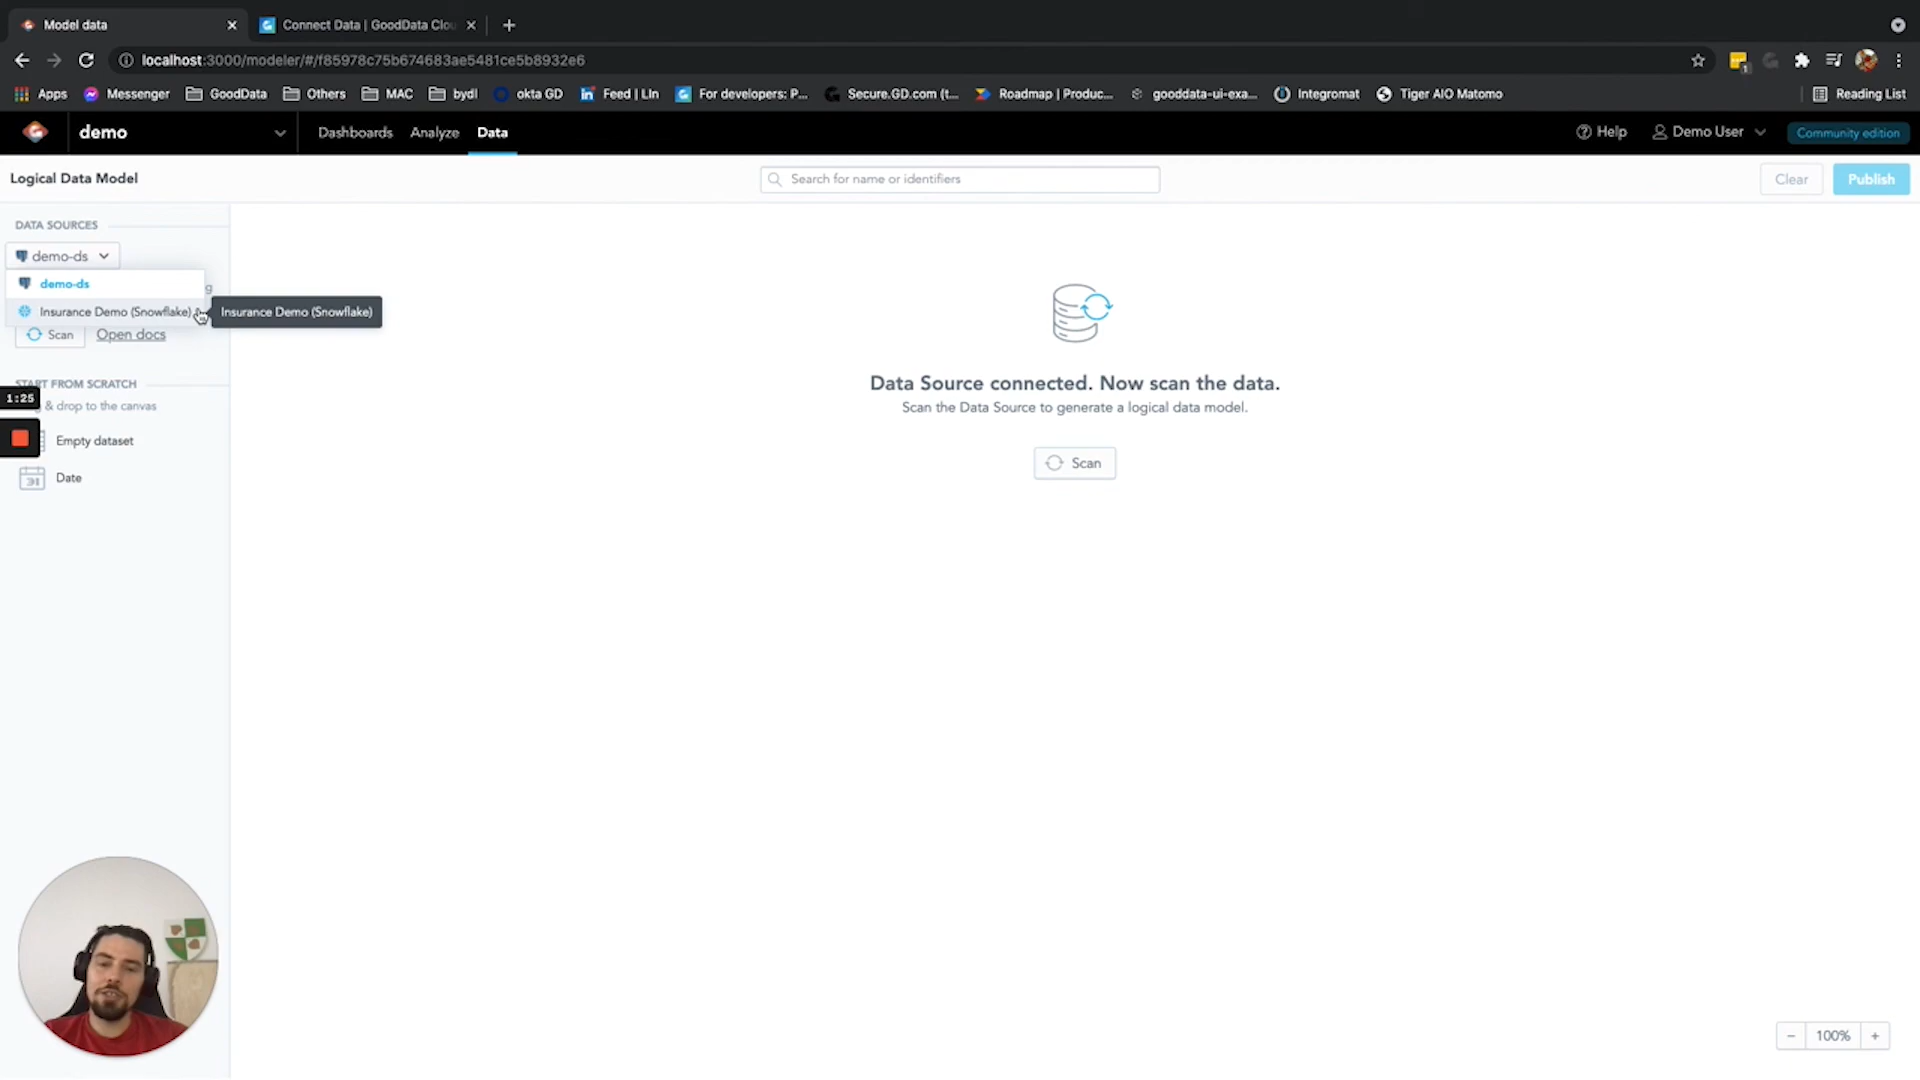 Model data
Connect Data | GoodData Clou
localhost:3000/modeler/#/f85978c75b674683ae5481ce5b8932e6
1
Apps Messenger GoodData Others MAC bydl okta GD Feed | LIn For developers: P... Secure.GD.com (t... Roadmap | Produc... gooddata-ui-exa... Integromat Tiger AIO Matomo Reading List
demo Dashboards Analyze Data Help Demo User Community edition
Logical Data Model Search for name or identifiers Clear Publish
DATA SOURCES
demo-ds
demo-ds
g
Insurance Demo (Snowflake) Insurance Demo (Snowflake)
Scan Open docs
START FROM SCRATCH
1:25
& drop to the canvas
Empty dataset
31 Date
Data Source connected. Now scan the data.
Scan the Data Source to generate a logical data model.
Scan
− 100% +